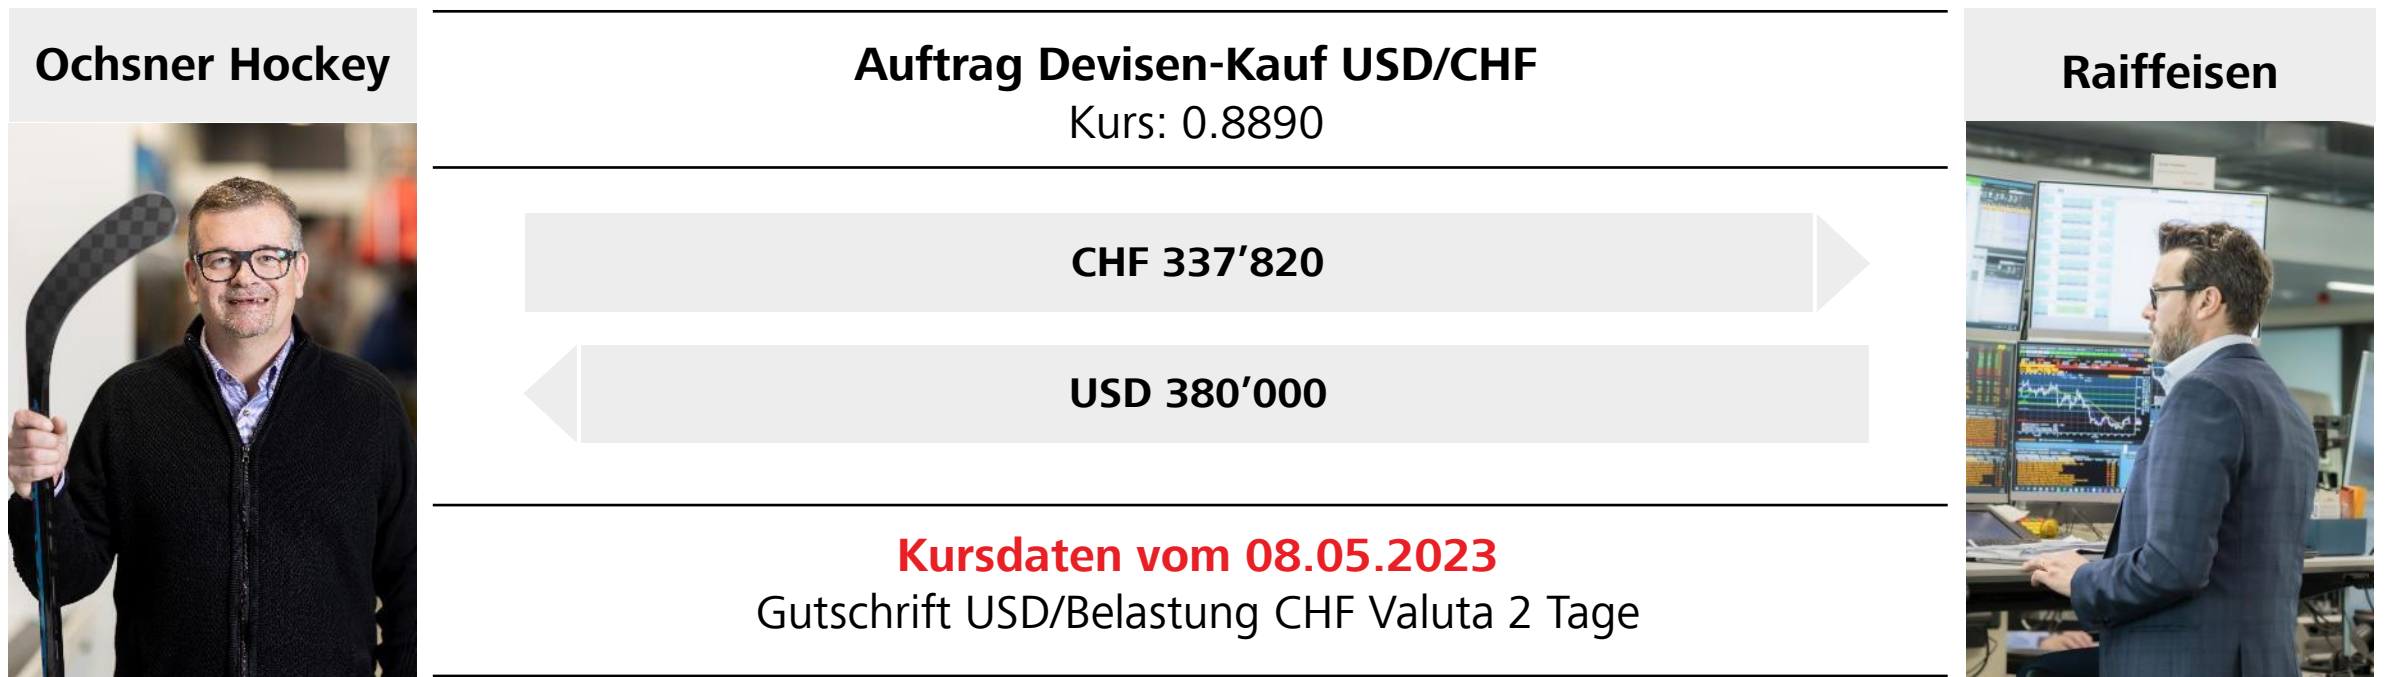 Ochsner Hockey
Auftrag Devisen-Kauf USD/CHF
Kurs: 0.8890
Raiffeisen
CHF 337’820
USD 380’000
Kursdaten vom 08.05.2023
Gutschrift USD/Belastung CHF Valuta 2 Tage